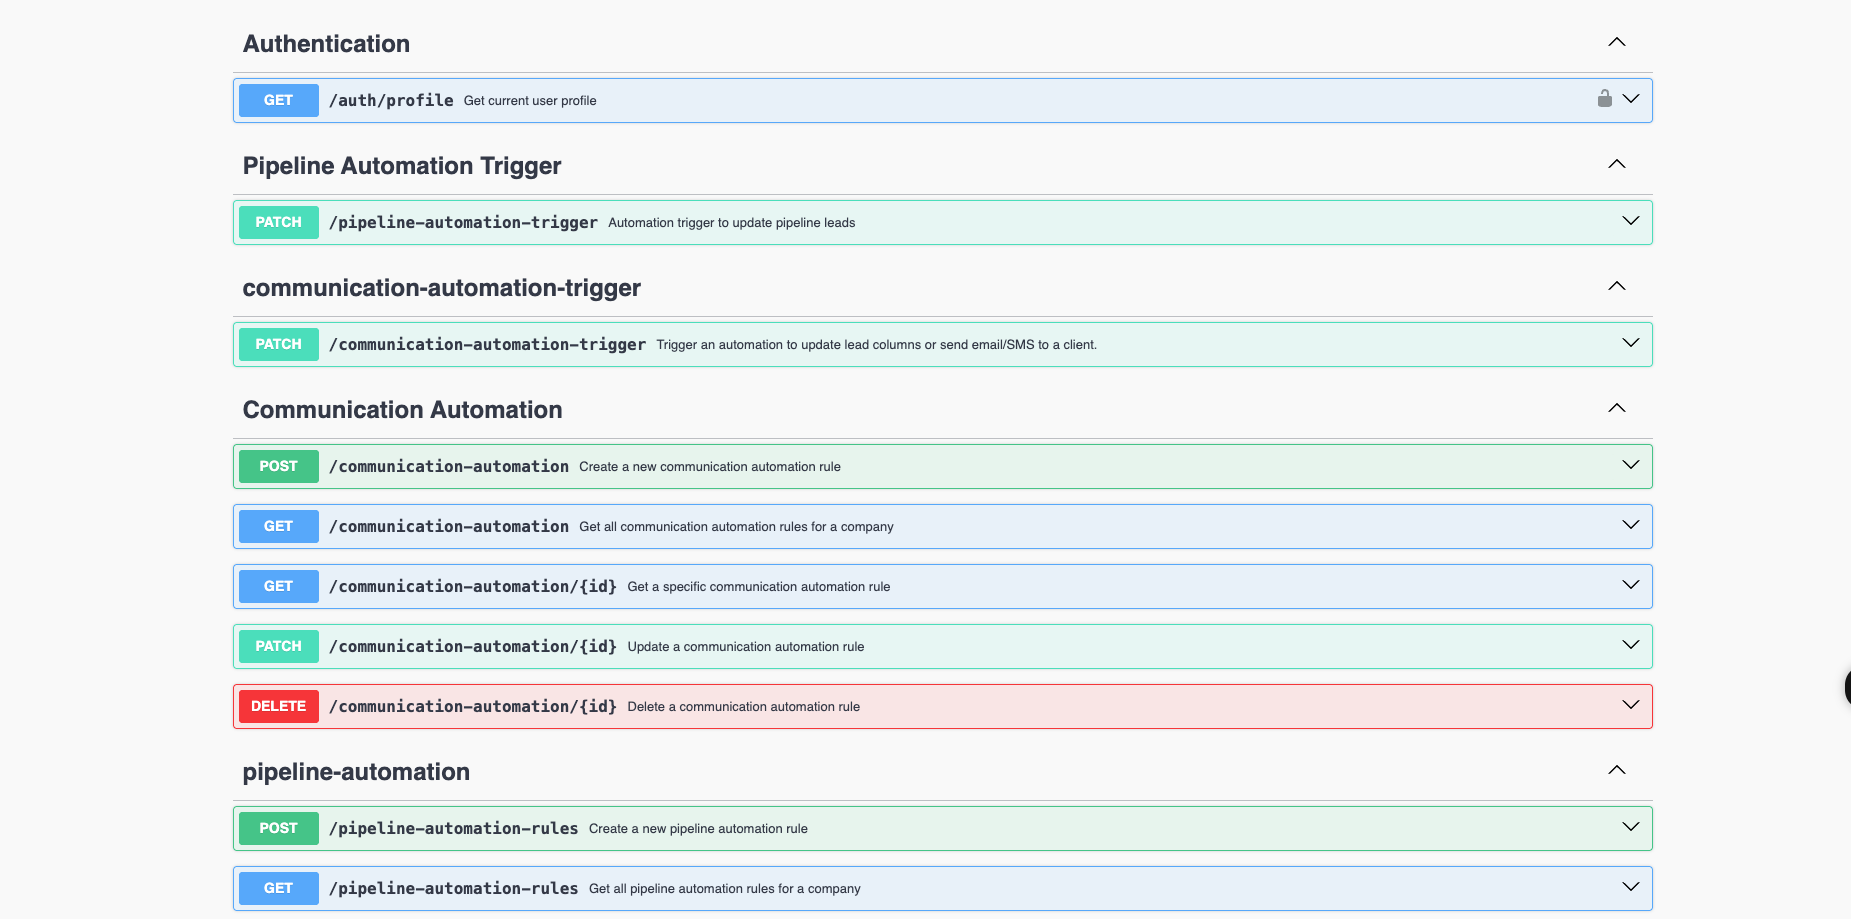 Authentication
GET /auth/profile Get current user profile
Pipeline Automation Trigger
PATCH /pipeline-automation-trigger Automation trigger to update pipeline leads
communication-automation-trigger
PATCH /communication-automation-trigger Trigger an automation to update lead columns or send email/SMS to a client.
Communication Automation
POST /communication-automation Create a new communication automation rule
GET /communication-automation Get all communication automation rules for a company
GET /communication-automation/{id} Get a specific communication automation rule
PATCH /communication-automation/{id} Update a communication automation rule
DELETE /communication-automation/{id} Delete a communication automation rule
pipeline-automation
POST /pipeline-automation-rules Create a new pipeline automation rule
GET /pipeline-automation-rules Get all pipeline automation rules for a company